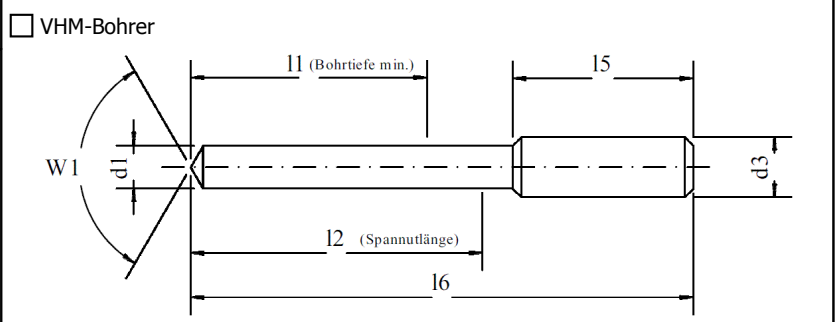 VHM-Bohrer
l1 (Bohrtiefe min.)
l5
W1
d1
d3
l2 (Spannutlänge)
l6